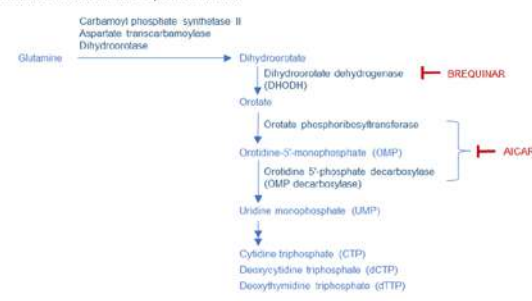 Carbamoyl phosphate synthetase II
Aspartate transcarbamoylase
Dihydroorotase
Glutamine
Dihydroorotate
Dihydroorotate dehydrogenase
(DHODH)
BREQUINAR
Orotate
Orotate phosphoribosyltransferase
Orotidine-5'-monophosphate (OMP)
AICAR
Orotidine 5'-phosphate decarboxylase
(OMP decarboxylase)
Uridine monophosphate (UMP)
Cytidine triphosphate (CTP)
Deoxycytidine triphosphate (dCTP)
Deoxythymidine triphosphate (dTTP)